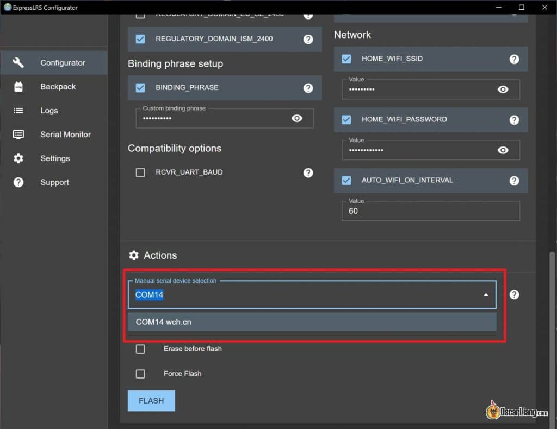 ExpressLRS Configurator
REGULATORY_DOMAIN_EU_CE_2400
REGULATORY_DOMAIN_ISM_2400
Binding phrase setup
BINDING_PHRASE
Custom binding phrase
••••••••••
Compatibility options
RCVR_UART_BAUD
Network
HOME_WIFI_SSID
Value
•••••••••
HOME_WIFI_PASSWORD
Value
••••••••••••
AUTO_WIFI_ON_INTERVAL
Value
60
Configurator
Backpack
Logs
Serial Monitor
Settings
Support
Actions
Manual serial device selection
COM14
COM14 wch.cn
Erase before flash
Force Flash
FLASH
OscarLiang.com